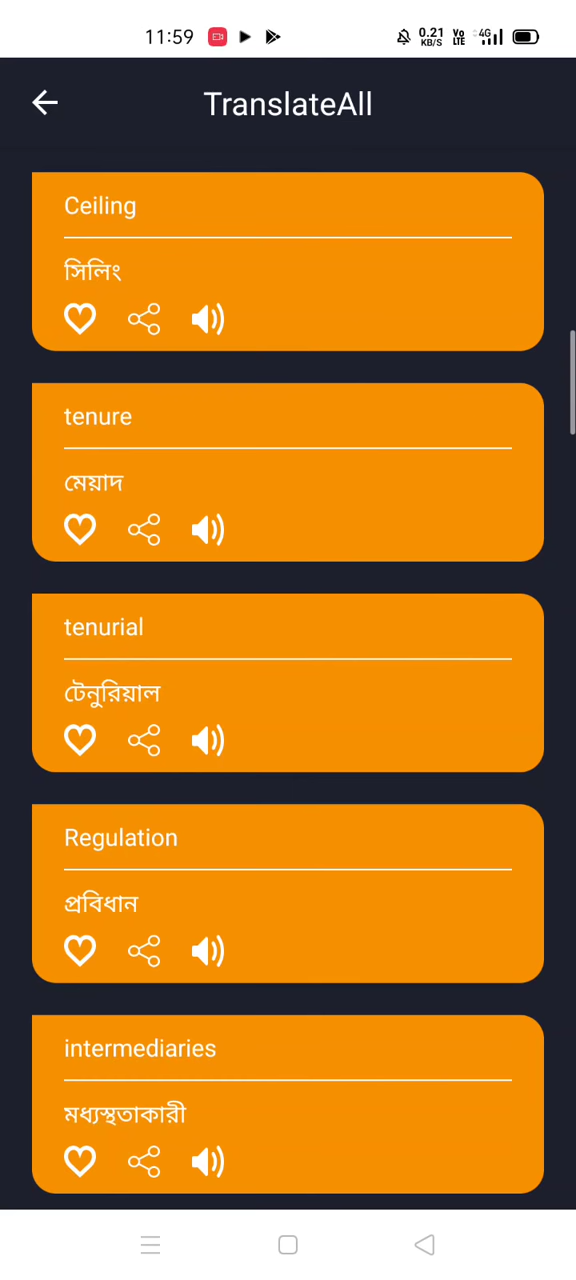 11:59
0.21 KB/S Vo LTE 4G
TranslateAll
Ceiling
সিলিং
tenure
মেয়াদ
tenurial
টেনুরিয়াল
Regulation
প্রবিধান
intermediaries
মধ্যস্থতাকারী